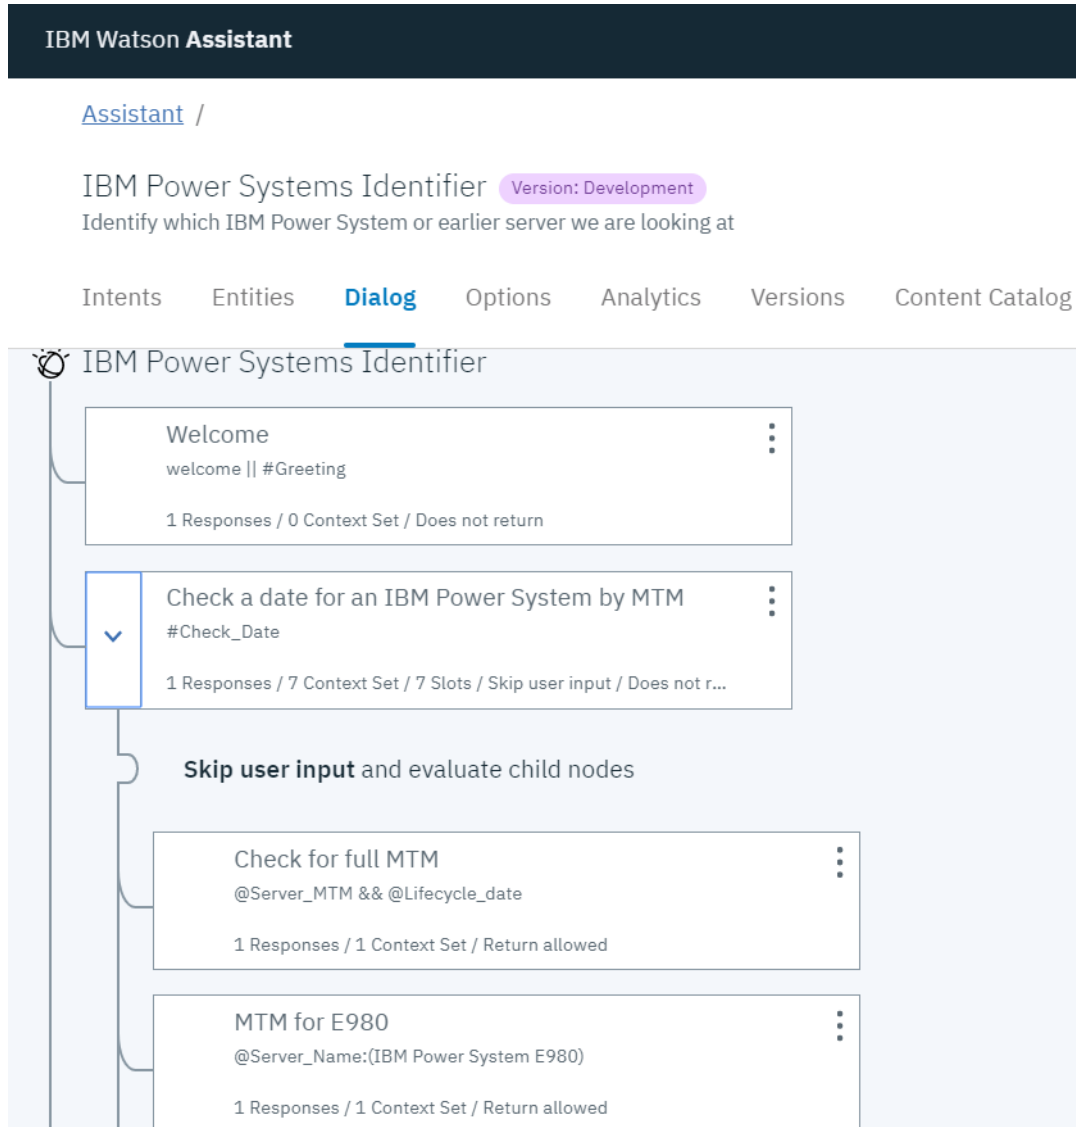 IBM Watson Assistant
Assistant /
IBM Power Systems Identifier Version: Development
Identify which IBM Power System or earlier server we are looking at
Intents Entities Dialog Options Analytics Versions Content Catalog
IBM Power Systems Identifier
Welcome
welcome || #Greeting
1 Responses / 0 Context Set / Does not return
Check a date for an IBM Power System by MTM
#Check_Date
1 Responses / 7 Context Set / 7 Slots / Skip user input / Does not r...
Skip user input and evaluate child nodes
Check for full MTM
@Server_MTM && @Lifecycle_date
1 Responses / 1 Context Set / Return allowed
MTM for E980
@Server_Name:(IBM Power System E980)
1 Responses / 1 Context Set / Return allowed